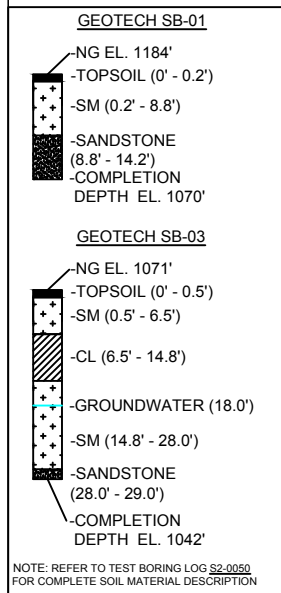 GEOTECH SB-01
-NG EL. 1184'
-TOPSOIL (0' - 0.2')
-SM (0.2' - 8.8')
-SANDSTONE
(8.8' - 14.2')
-COMPLETION
DEPTH EL. 1070'
GEOTECH SB-03
-NG EL. 1071'
-TOPSOIL (0' - 0.5')
-SM (0.5' - 6.5')
-CL (6.5' - 14.8')
-GROUNDWATER (18.0')
-SM (14.8' - 28.0')
-SANDSTONE
(28.0' - 29.0')
-COMPLETION
DEPTH EL. 1042'
NOTE: REFER TO TEST BORING LOG S2-0050
FOR COMPLETE SOIL MATERIAL DESCRIPTION